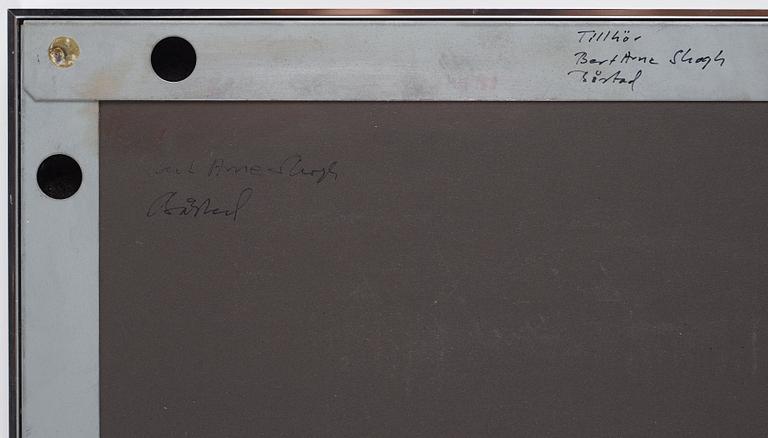 Tillhör
Bert Arne Skogh
Båstad
Arne Skogh
Båstad